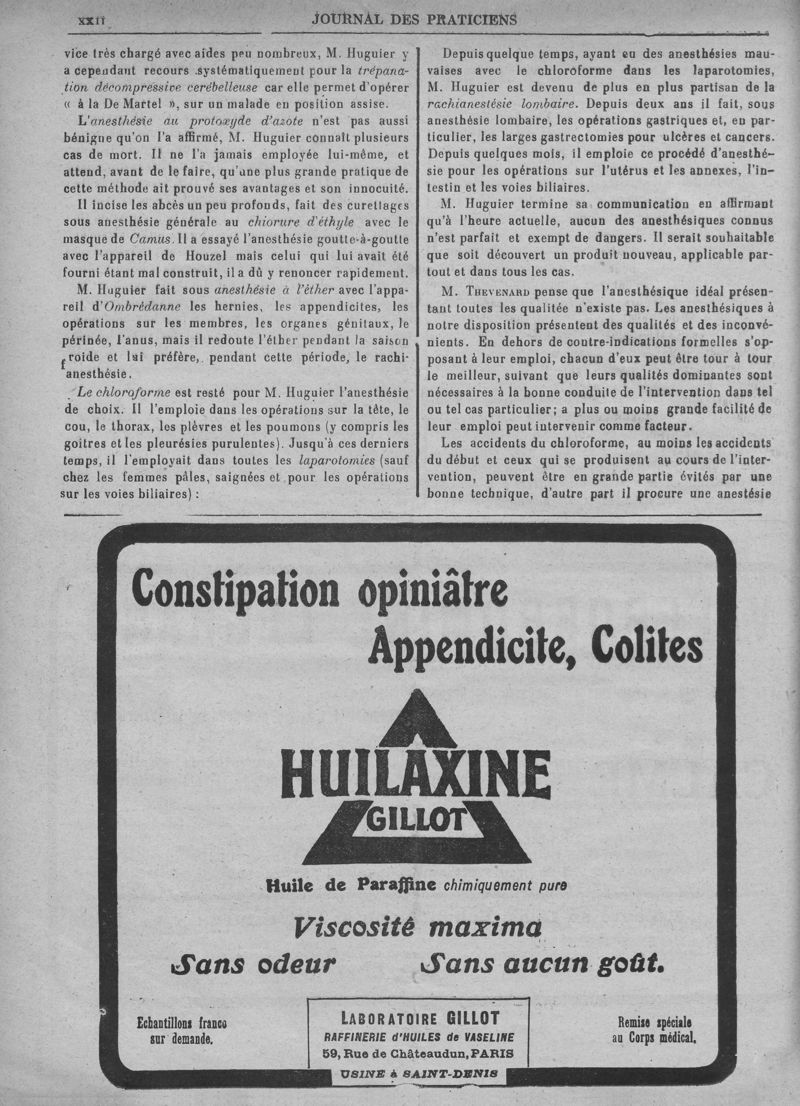 xxii
JOURNAL DES PRATICIENS
vice très chargé avec aides peu nombreux, M. Huguier y
a cependant recours systématiquement pour la trépana-
tion décompressive cérébelleuse car elle permet d'opérer
« à la De Martel », sur un malade en position assise.
L'anesthésie au protoxyde d'azote n'est pas aussi
bénigne qu'on l'a affirmé, M. Huguier connaît plusieurs
cas de mort. Il ne l'a jamais employée lui-même, et
attend, avant de le faire, qu'une plus grande pratique de
cette méthode ait prouvé ses avantages et son innocuité.
Il incise les abcès un peu profonds, fait des curettages
sous anesthésie générale au chlorure d'éthyle avec le
masque de Camus. Il a essayé l'anesthésie goutte-à-goutte
avec l'appareil de Houzel mais celui qui lui avait été
fourni étant mal construit, il a dû y renoncer rapidement.
M. Huguier fait sous anesthésie à l'éther avec l'appa-
reil d'Ombrédanne les hernies, les appendicites, les
opérations sur les membres, les organes génitaux, le
périnée, l'anus, mais il redoute l'éther pendant la saison
froide et lui préfère, pendant cette période, le rachi-
anesthésie.
Le chloroforme est resté pour M. Huguier l'anesthésie
de choix. Il l'emploie dans les opérations sur la tête, le
cou, le thorax, les plèvres et les poumons (y compris les
goitres et les pleurésies purulentes). Jusqu'à ces derniers
temps, il l'employait dans toutes les laparotomies (sauf
chez les femmes pâles, saignées et pour les opérations
sur les voies biliaires) :
Depuis quelque temps, ayant eu des anesthésies mau-
vaises avec le chloroforme dans les laparotomies,
M. Huguier est devenu de plus en plus partisan de la
rachianestésie lombaire. Depuis deux ans il fait, sous
anesthésie lombaire, les opérations gastriques et, en par-
ticulier, les larges gastrectomies pour ulcères et cancers.
Depuis quelques mois, il emploie ce procédé d'anesthé-
sie pour les opérations sur l'utérus et les annexes, l'in-
testin et les voies biliaires.
M. Huguier termine sa communication en affirmant
qu'à l'heure actuelle, aucun des anesthésiques connus
n'est parfait et exempt de dangers. Il serait souhaitable
que soit découvert un produit nouveau, applicable par-
tout et dans tous les cas.
M. THEVENARD pense que l'anesthésique idéal présen-
tant toutes les qualitée n'existe pas. Les anesthésiques à
notre disposition présentent des qualités et des inconvé-
nients. En dehors de contre-indications formelles s'op-
posant à leur emploi, chacun d'eux peut être tour à tour
le meilleur, suivant que leurs qualités dominantes sont
nécessaires à la bonne conduite de l'intervention dans tel
ou tel cas particulier; a plus ou moins grande facilité de
leur emploi peut intervenir comme facteur.
Les accidents du chloroforme, au moins les accidents
du début et ceux qui se produisent au cours de l'inter-
vention, peuvent être en grande partie évités par une
bonne technique, d'autre part il procure une anestésie
Constipation opiniâtre
Appendicite, Colites
HUILAXINE
GILLOT
Huile de Paraffine chimiquement pure
Viscosité maxima
Sans odeur Sans aucun goût.
Echantillons franco
sur demande.
LABORATOIRE GILLOT
RAFFINERIE d'HUILES de VASELINE
59, Rue de Châteaudun, PARIS
USINE à SAINT-DENIS
Remise spéciale
au Corps médical.